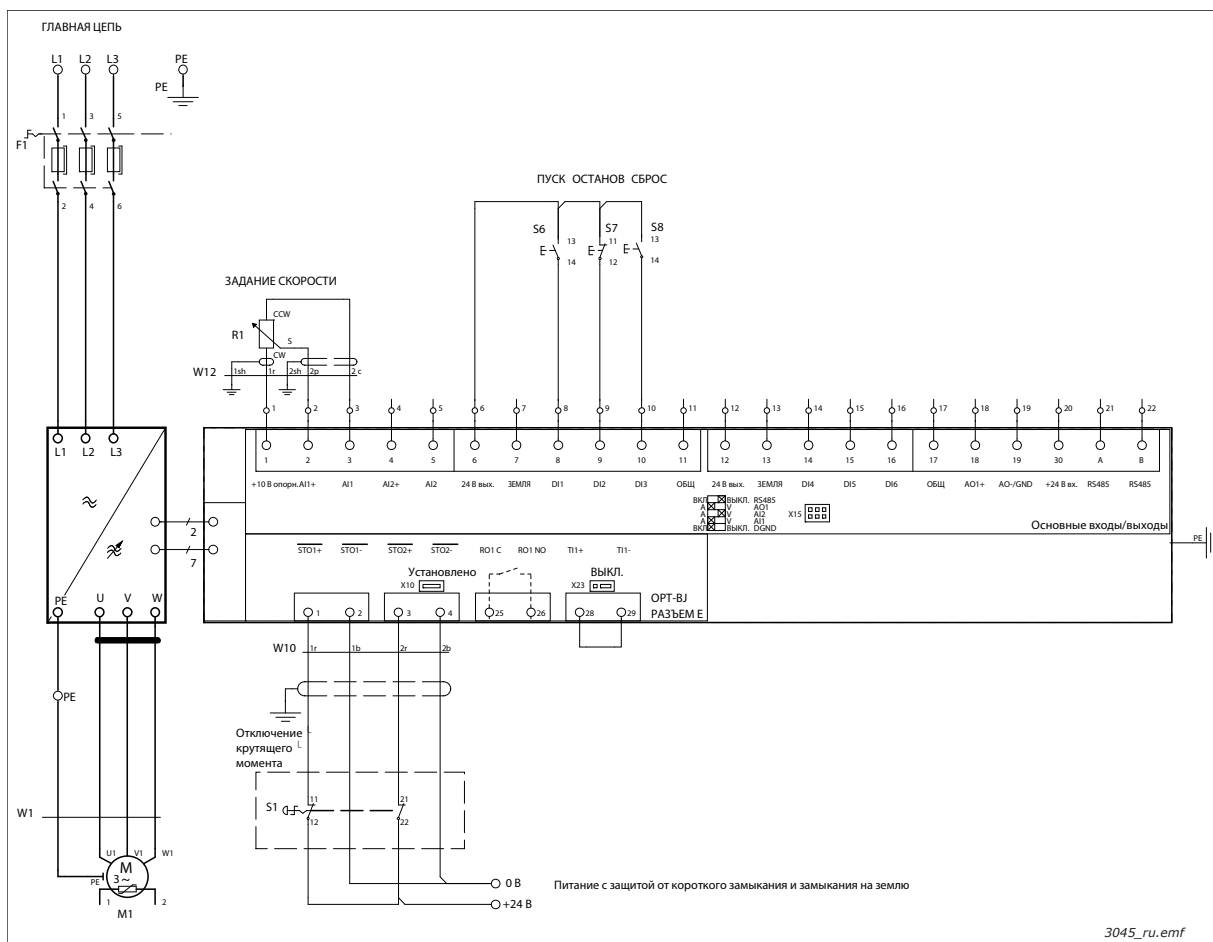 ГЛАВНАЯ ЦЕПЬ
L1 L2 L3 PE
PE
1 3 5
F1
2 4 6
ПУСК ОСТАНОВ СБРОС
S6 S7 S8
13 11 13
14 12 14
ЗАДАНИЕ СКОРОСТИ
CCW
R1
S
CW
W12 1sh 1r 2sh 2p 2 c
1 2 3 4 5 6 7 8 9 10 11 12 13 14 15 16 17 18 19 20 21 22
L1 L2 L3
1 2 3 4 5 6 7 8 9 10 11 12 13 14 15 16 17 18 19 30 A B
+10 В опорн. AI1+ AI1 AI2+ AI2 24 В вых. ЗЕМЛЯ DI1 DI2 DI3 ОБЩ 24 В вых. ЗЕМЛЯ DI4 DI5 DI6 ОБЩ AO1+ AO-/GND +24 В вх. RS485 RS485
ВКЛ ВЫКЛ. RS485
A V AO1
A V AI2
A V AI1
ВКЛ ВЫКЛ. DGND
X15
Основные входы/выходы
2
7
PE
STO1+ STO1- STO2+ STO2- RO1 C RO1 NO TI1+ TI1-
Установлено ВЫКЛ.
X10 X23
OPT-BJ
РАЗЪЕМ E
PE U V W
1 2 3 4 25 26 28 29
W10 1r 1b 2r 2b
PE
Отключение
крутящего
момента
L
L
S1
11 21
12 22
W1
U1 V1 W1
M
3 ~
PE
1 2
M1
0 В
+24 В
Питание с защитой от короткого замыкания и замыкания на землю
3045_ru.emf